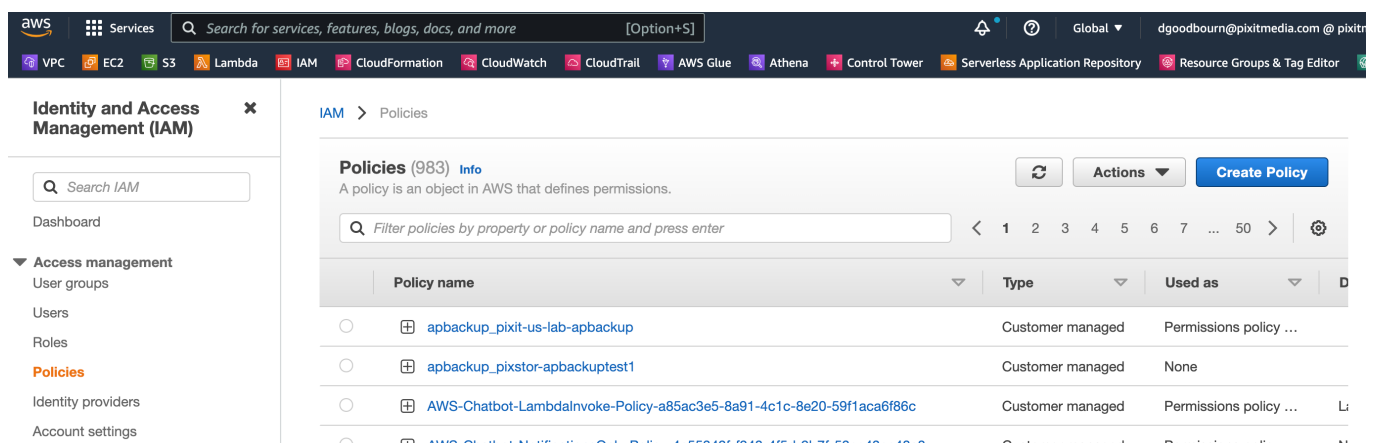 aws
Services
Search for services, features, blogs, docs, and more
[Option+S]
Global
dgoodbourn@pixitmedia.com @ pixitm
VPC EC2 S3 Lambda IAM CloudFormation CloudWatch CloudTrail AWS Glue Athena Control Tower Serverless Application Repository Resource Groups & Tag Editor
Identity and Access
Management (IAM)
Search IAM
Dashboard
Access management
User groups
Users
Roles
Policies
Identity providers
Account settings
IAM > Policies
Policies (983) Info
A policy is an object in AWS that defines permissions.
Actions
Create Policy
Filter policies by property or policy name and press enter
1 2 3 4 5 6 7 ... 50
Policy name Type Used as D
apbackup_pixit-us-lab-apbackup Customer managed Permissions policy ...
apbackup_pixstor-apbackuptest1 Customer managed None
AWS-Chatbot-LambdaInvoke-Policy-a85ac3e5-8a91-4c1c-8e20-59f1aca6f86c Customer managed Permissions policy ... La